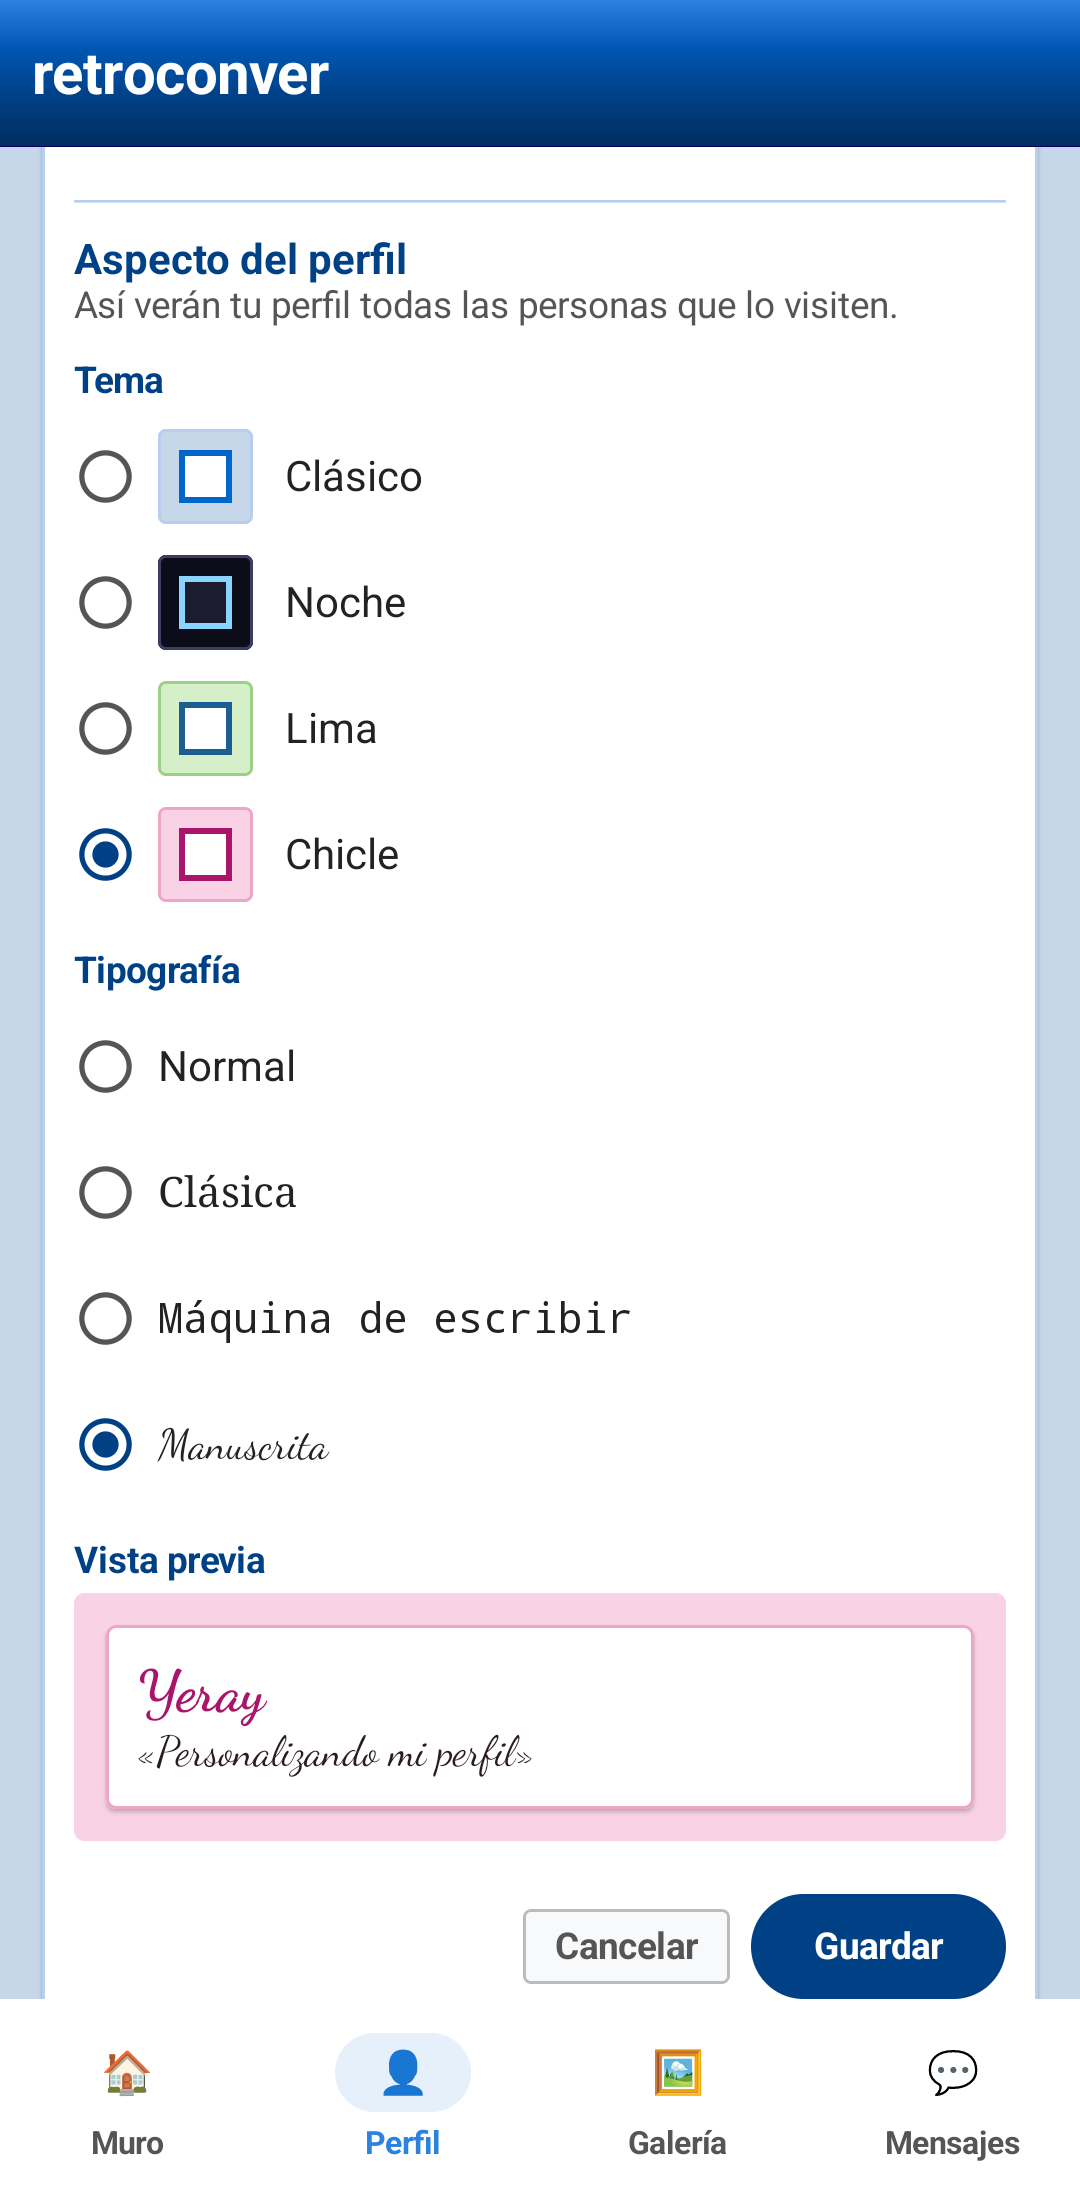 retroconver
Aspecto del perfil
Así verán tu perfil todas las personas que lo visiten.
Tema
Clásico
Noche
Lima
Chicle
Tipografía
Normal
Clásica
Máquina de escribir
Manuscrita
Vista previa
Yeray
«Personalizando mi perfil»
Cancelar
Guardar
Muro
Perfil
Galería
Mensajes